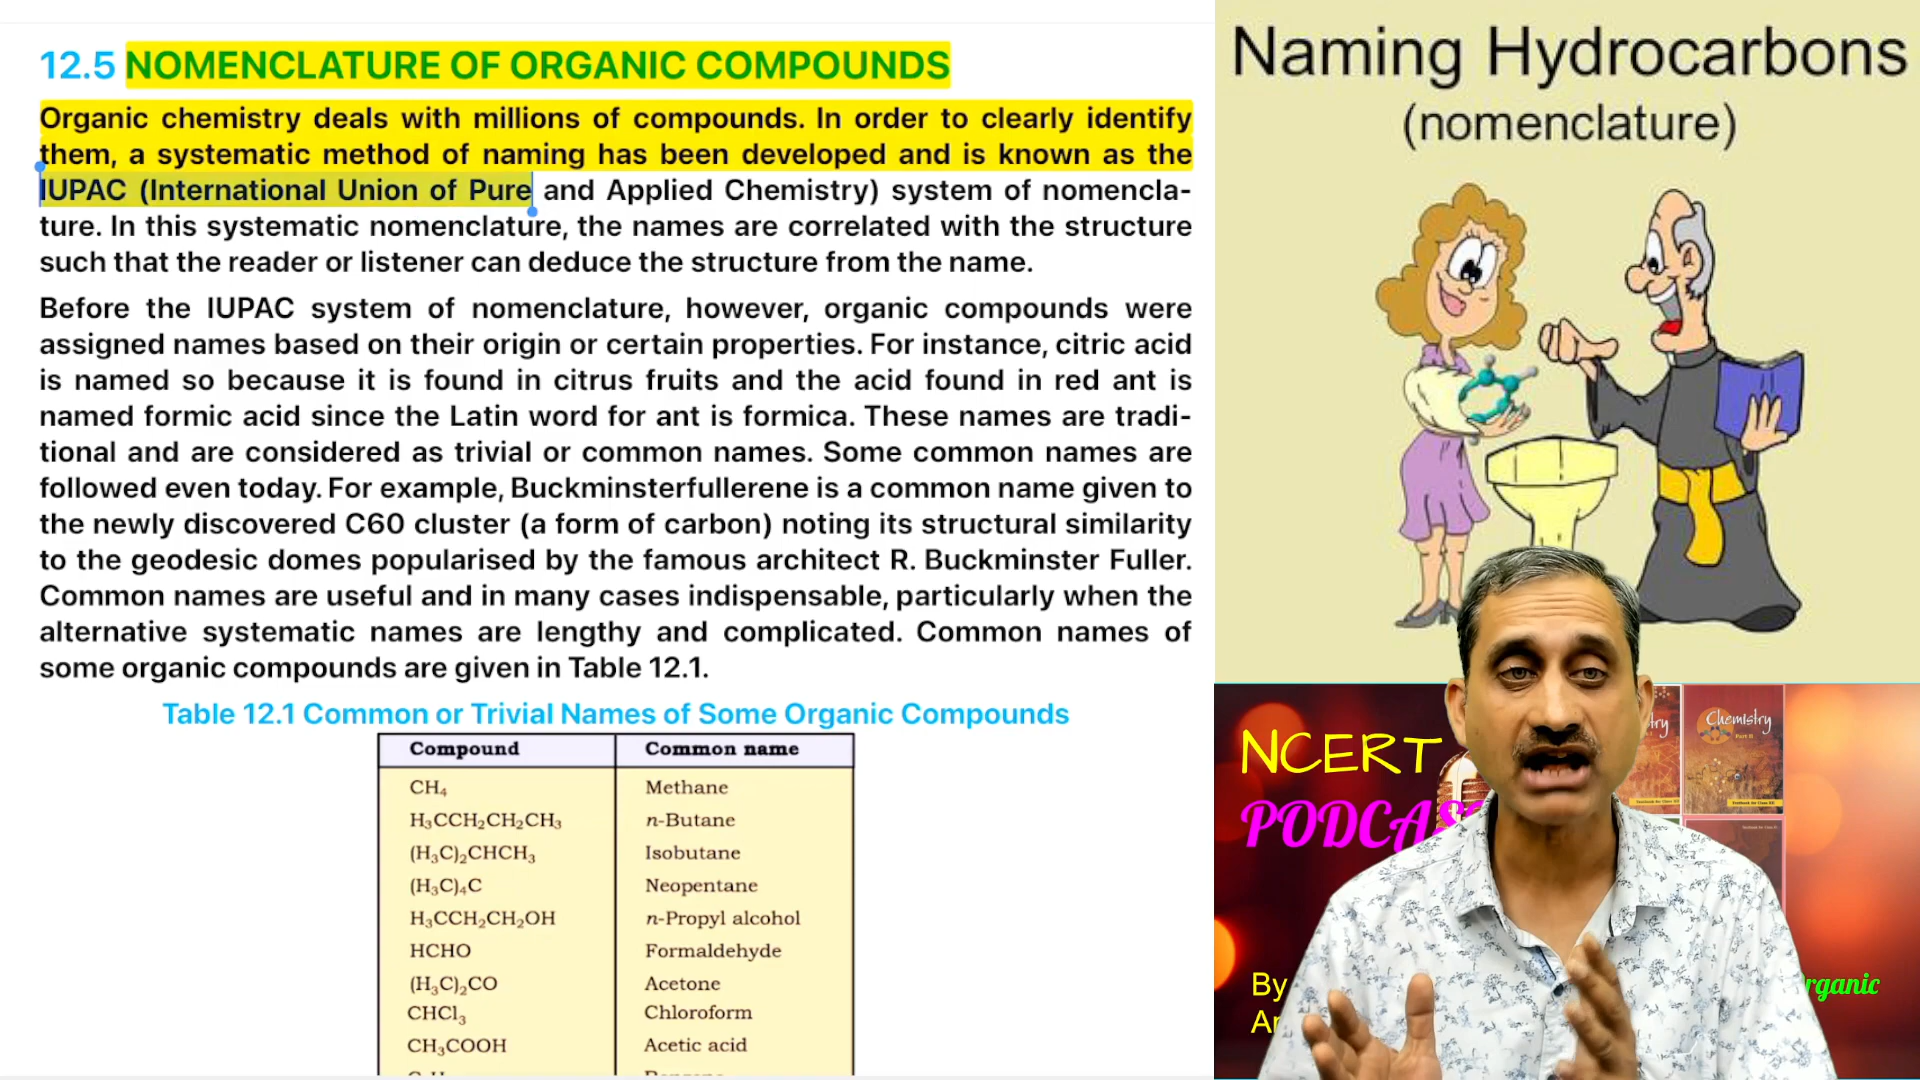 12.5 NOMENCLATURE OF ORGANIC COMPOUNDS
Organic chemistry deals with millions of compounds. In order to clearly identify
them, a systematic method of naming has been developed and is known as the
IUPAC (International Union of Pure and Applied Chemistry) system of nomencla-
ture. In this systematic nomenclature, the names are correlated with the structure
such that the reader or listener can deduce the structure from the name.
Before the IUPAC system of nomenclature, however, organic compounds were
assigned names based on their origin or certain properties. For instance, citric acid
is named so because it is found in citrus fruits and the acid found in red ant is
named formic acid since the Latin word for ant is formica. These names are tradi-
tional and are considered as trivial or common names. Some common names are
followed even today. For example, Buckminsterfullerene is a common name given to
the newly discovered C60 cluster (a form of carbon) noting its structural similarity
to the geodesic domes popularised by the famous architect R. Buckminster Fuller.
Common names are useful and in many cases indispensable, particularly when the
alternative systematic names are lengthy and complicated. Common names of
some organic compounds are given in Table 12.1.
Table 12.1 Common or Trivial Names of Some Organic Compounds
Compound Common name
CH₄ Methane
H₃CCH₂CH₂CH₃ n-Butane
(H₃C)₂CHCH₃ Isobutane
(H₃C)₄C Neopentane
H₃CCH₂CH₂OH n-Propyl alcohol
HCHO Formaldehyde
(H₃C)₂CO Acetone
CHCl₃ Chloroform
CH₃COOH Acetic acid
Naming Hydrocarbons
(nomenclature)
NCERT
PODCAS
Chemistry
Part II
By
rganic